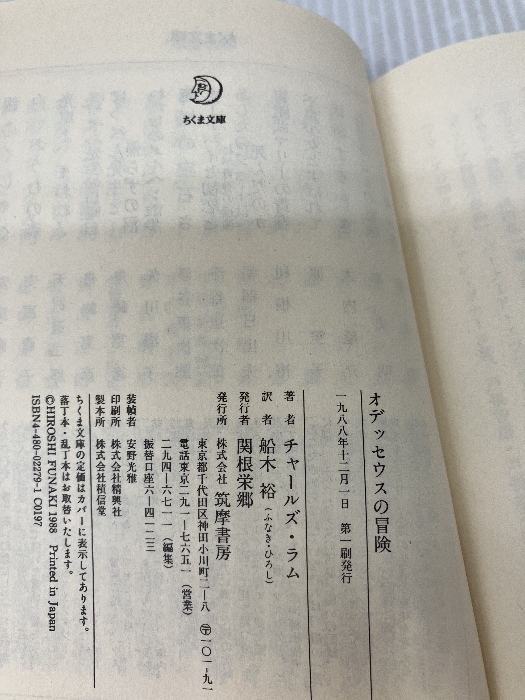 ちくま文庫
オデッセウスの冒険
一九八八年十二月一日 第一刷発行
著者 チャールズ・ラム
訳者 船木裕(ふなき・ひろし)
発行者 関根栄郷
発行所 株式会社 筑摩書房
東京都千代田区神田小川町二―八 〒一〇一―九一
電話東京二九一―七六五一(営業)
二九四―六七一一(編集)
振替口座六―四一二三
装幀者 安野光雅
印刷所 株式会社精興社
製本所 株式会社積信堂
ちくま文庫の定価はカバーに表示してあります。
落丁本・乱丁本はお取替いたします。
©HIROSHI FUNAKI 1988 Printed in Japan
ISBN4-480-02279-1 C0197